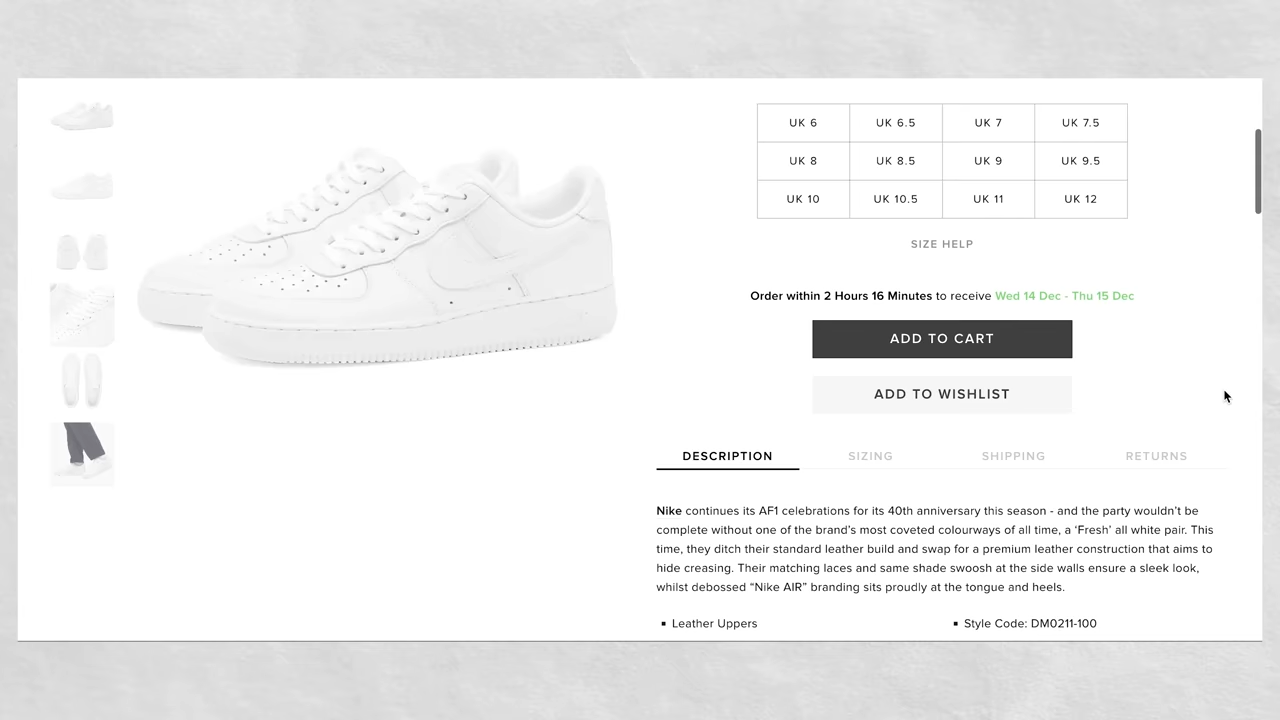 UK 6 UK 6.5 UK 7 UK 7.5
UK 8 UK 8.5 UK 9 UK 9.5
UK 10 UK 10.5 UK 11 UK 12
SIZE HELP
Order within 2 Hours 16 Minutes to receive Wed 14 Dec - Thu 15 Dec
ADD TO CART
ADD TO WISHLIST
DESCRIPTION SIZING SHIPPING RETURNS
Nike continues its AF1 celebrations for its 40th anniversary this season - and the party wouldn’t be
complete without one of the brand’s most coveted colourways of all time, a ‘Fresh’ all white pair. This
time, they ditch their standard leather build and swap for a premium leather construction that aims to
hide creasing. Their matching laces and same shade swoosh at the side walls ensure a sleek look,
whilst debossed “Nike AIR” branding sits proudly at the tongue and heels.
▪ Leather Uppers ▪ Style Code: DM0211-100